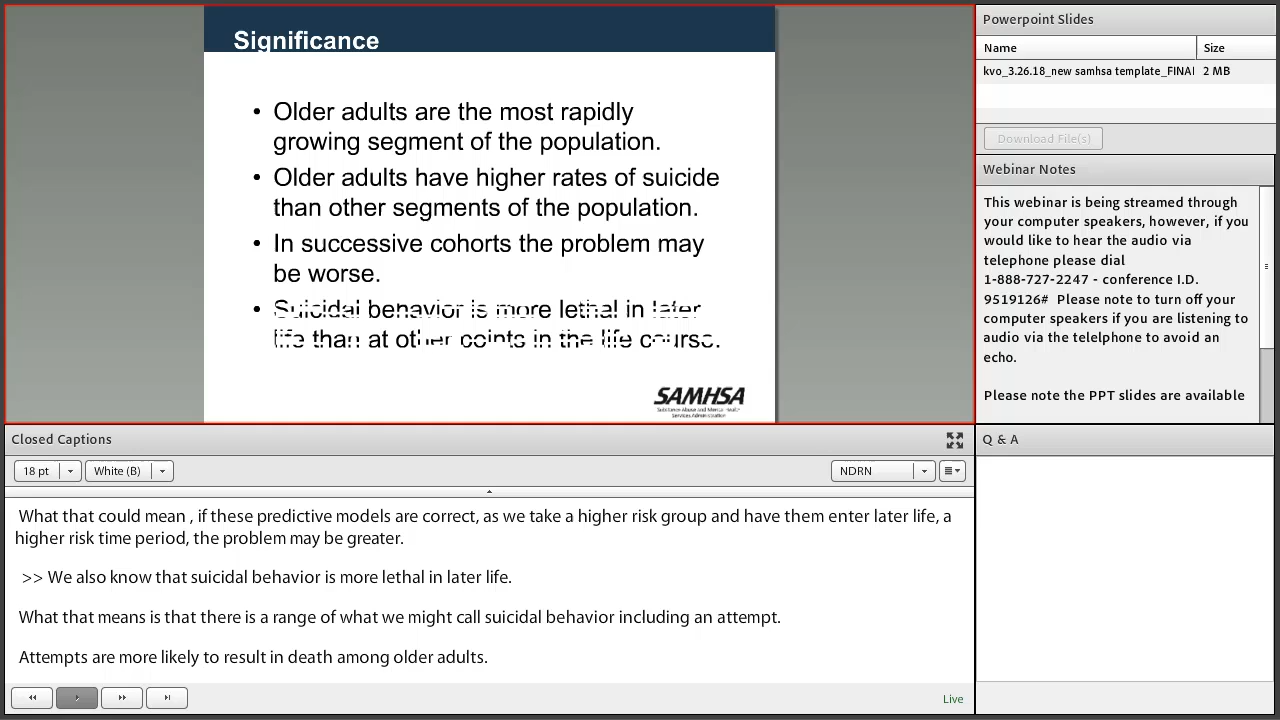 Significance
• Older adults are the most rapidly
growing segment of the population.
• Older adults have higher rates of suicide
than other segments of the population.
• In successive cohorts the problem may
be worse.
• Suicidal behavior is more lethal in later
life than at other points in the life course.
SAMHSA
Substance Abuse and Mental Health
Services Administration
Powerpoint Slides
Name Size
kvo_3.26.18_new samhsa template_FINAI 2 MB
Download File(s)
Webinar Notes
This webinar is being streamed through
your computer speakers, however, if you
would like to hear the audio via
telephone please dial
1-888-727-2247 - conference I.D.
9519126# Please note to turn off your
computer speakers if you are listening to
audio via the telelphone to avoid an
echo.
Please note the PPT slides are available
Closed Captions
18 pt White (B) NDRN
What that could mean , if these predictive models are correct, as we take a higher risk group and have them enter later life, a
higher risk time period, the problem may be greater.
>> We also know that suicidal behavior is more lethal in later life.
What that means is that there is a range of what we might call suicidal behavior including an attempt.
Attempts are more likely to result in death among older adults.
Live
Q & A